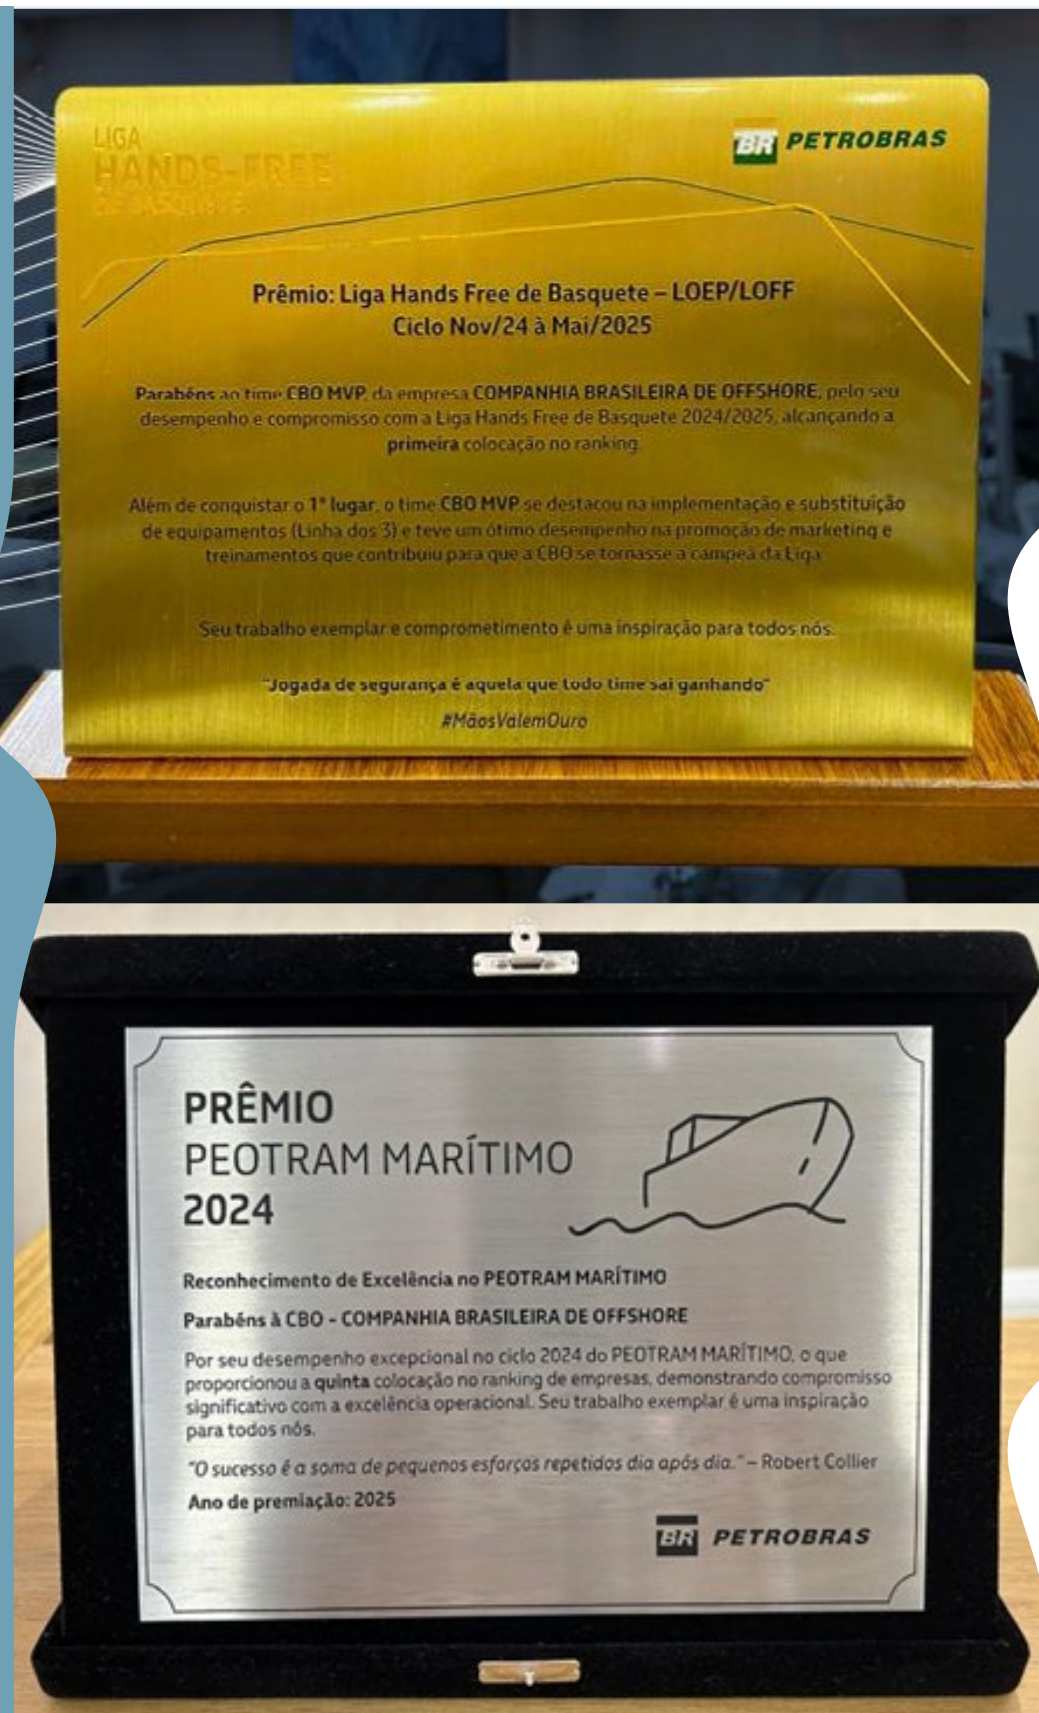 LIGA
HANDS-FREE
DE BASQUETE
BR PETROBRAS
Prêmio: Liga Hands Free de Basquete – LOEP/LOFF
Ciclo Nov/24 à Mai/2025
Parabéns ao time CBO MVP, da empresa COMPANHIA BRASILEIRA DE OFFSHORE, pelo seu
desempenho e compromisso com a Liga Hands Free de Basquete 2024/2025, alcançando a
primeira colocação no ranking.
Além de conquistar o 1° lugar, o time CBO MVP se destacou na implementação e substituição
de equipamentos (Linha dos 3) e teve um ótimo desempenho na promoção de marketing e
treinamentos que contribuiu para que a CBO se tornasse a campeã da Liga.
Seu trabalho exemplar e comprometimento é uma inspiração para todos nós.
"Jogada de segurança é aquela que todo time sai ganhando"
#MãosValemOuro
PRÊMIO
PEOTRAM MARÍTIMO
2024
Reconhecimento de Excelência no PEOTRAM MARÍTIMO
Parabéns à CBO - COMPANHIA BRASILEIRA DE OFFSHORE
Por seu desempenho excepcional no ciclo 2024 do PEOTRAM MARÍTIMO, o que
proporcionou a quinta colocação no ranking de empresas, demonstrando compromisso
significativo com a excelência operacional. Seu trabalho exemplar é uma inspiração
para todos nós.
"O sucesso é a soma de pequenos esforços repetidos dia após dia." – Robert Collier
Ano de premiação: 2025
BR PETROBRAS